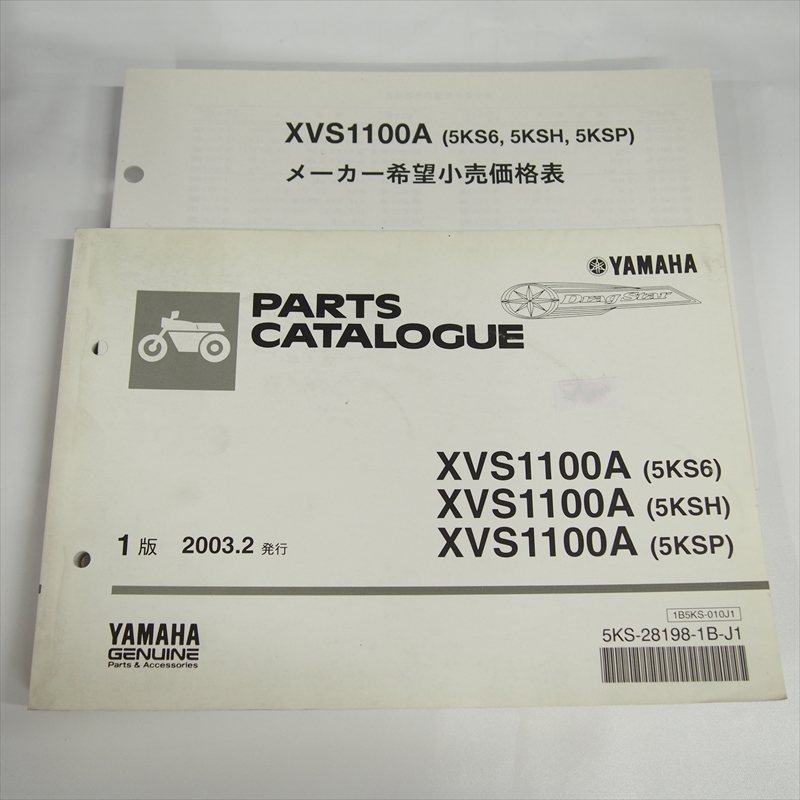 XVS1100A (5KS6, 5KSH, 5KSP)
メーカー希望小売価格表
YAMAHA
DragStar
PARTS
CATALOGUE
XVS1100A (5KS6)
XVS1100A (5KSH)
XVS1100A (5KSP)
1版 2003.2 発行
1B5KS-010J1
5KS-28198-1B-J1
YAMAHA
GENUINE
Parts & Accessories